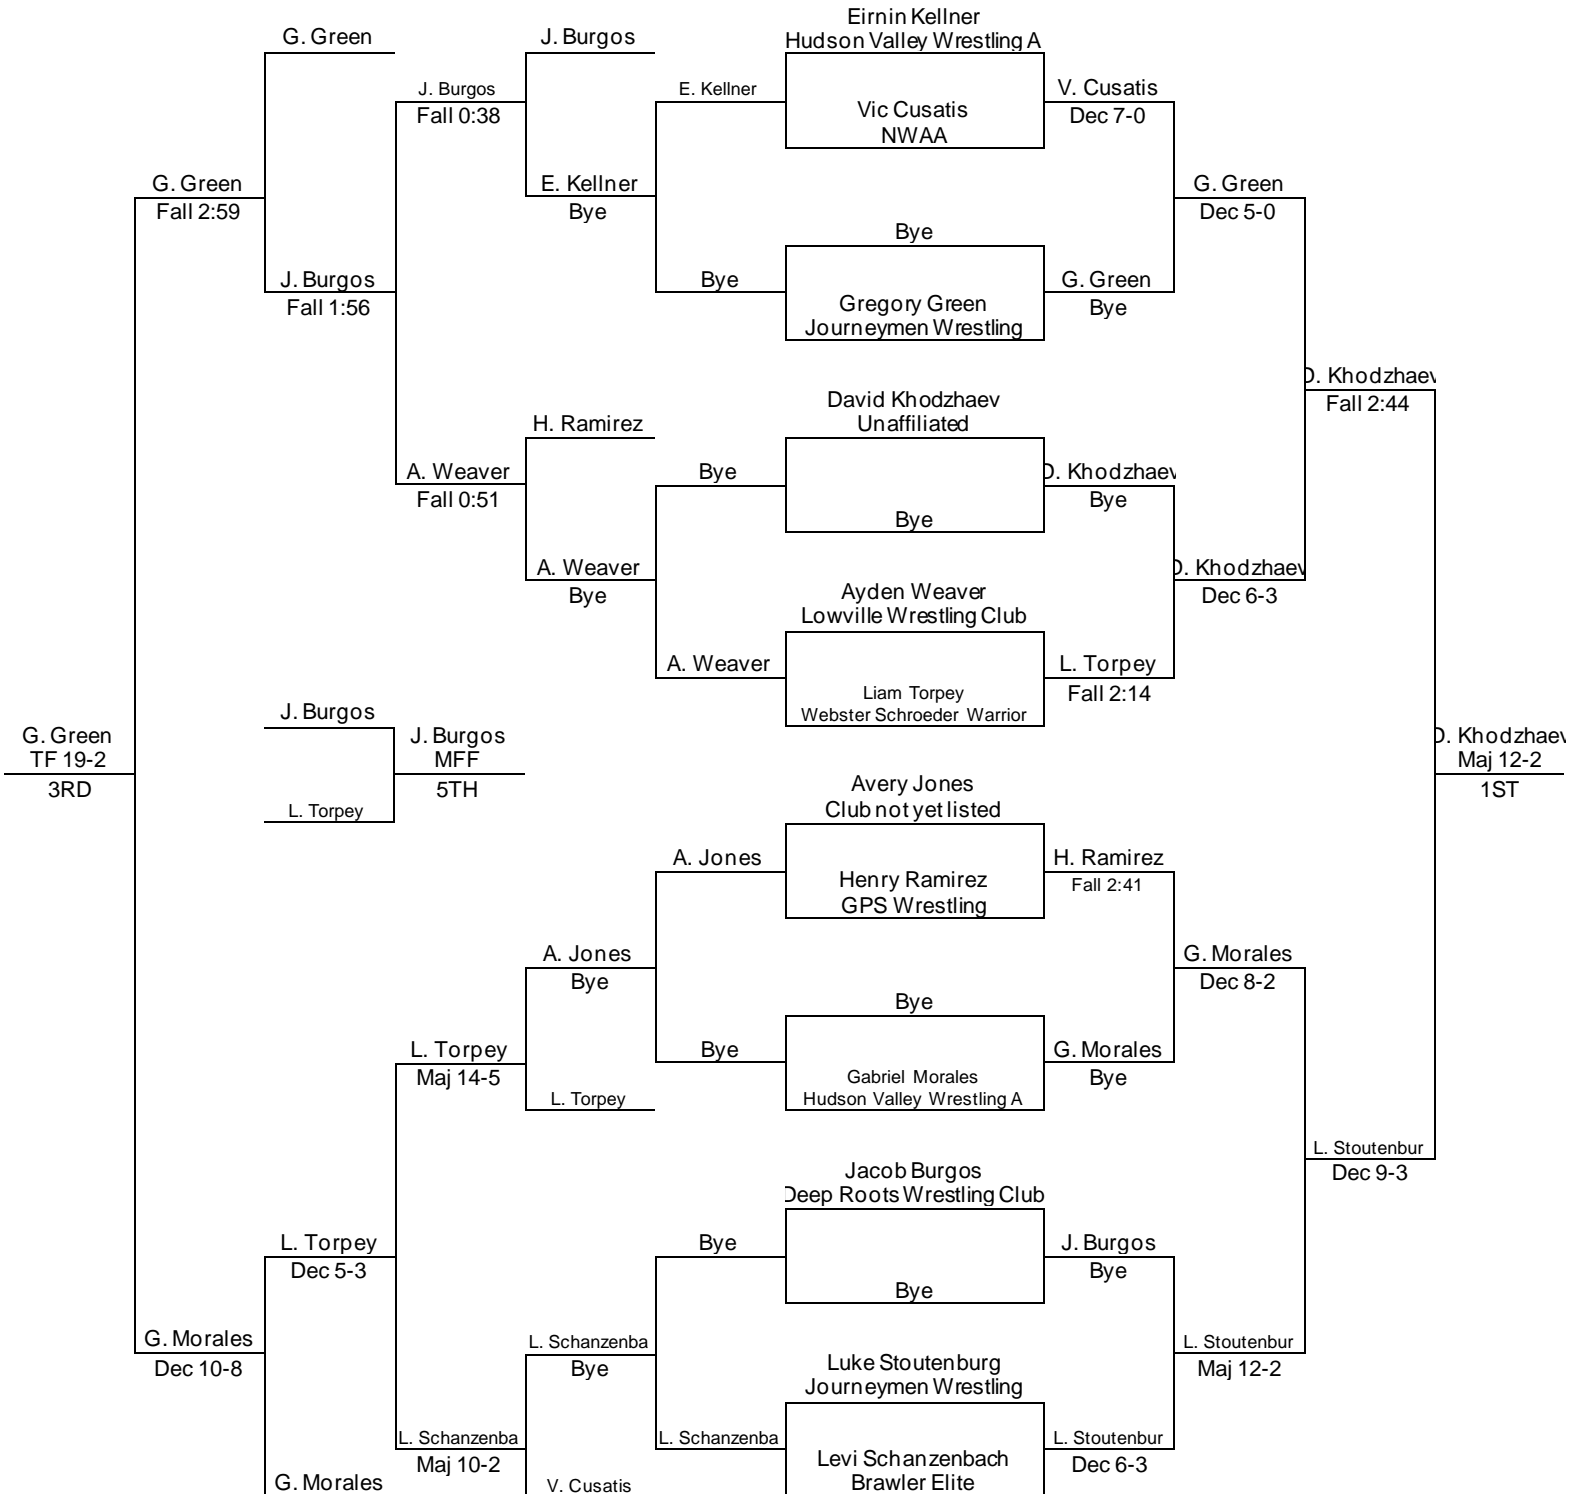 Eirnin Kellner
G. Green
J. Burgos
Hudson Valley Wrestling A
J. Burgos
E. Kellner
V. Cusatis
Fall 0:38
Vic Cusatis
Dec 7-0
NWAA
G. Green
E. Kellner
G. Green
Fall 2:59
Bye
Dec 5-0
Bye
J. Burgos
Bye
G. Green
Fall 1:56
Gregory Green
Bye
Journeymen Wrestling
D. Khodzhaev
David Khodzhaev
Fall 2:44
H. Ramirez
Unaffiliated
A. Weaver
Bye
D. Khodzhaev
Fall 0:51
Bye
Bye
A. Weaver
D. Khodzhaev
Bye
Ayden Weaver
Dec 6-3
Lowville Wrestling Club
A. Weaver
L. Torpey
Liam Torpey
Fall 2:14
Webster Schroeder Warrior
J. Burgos
G. Green
J. Burgos
D. Khodzhaev
TF 19-2
MFF
Maj 12-2
3RD
5TH
1ST
L. Torpey
Avery Jones
Club not yet listed
A. Jones
H. Ramirez
Henry Ramirez
Fall 2:41
GPS Wrestling
A. Jones
G. Morales
Bye
Dec 8-2
Bye
L. Torpey
Bye
G. Morales
Maj 14-5
Gabriel Morales
Bye
L. Torpey
Hudson Valley Wrestling A
L. Stoutenbur
Dec 9-3
Jacob Burgos
Deep Roots Wrestling Club
L. Torpey
Bye
J. Burgos
Dec 5-3
Bye
Bye
G. Morales
L. Schanzenba
L. Stoutenbur
Dec 10-8
Bye
Luke Stoutenburg
Maj 12-2
Journeymen Wrestling
L. Schanzenba
L. Schanzenba
L. Stoutenbur
Maj 10-2
Levi Schanzenbach
Dec 6-3
G. Morales
V. Cusatis
Brawler Elite